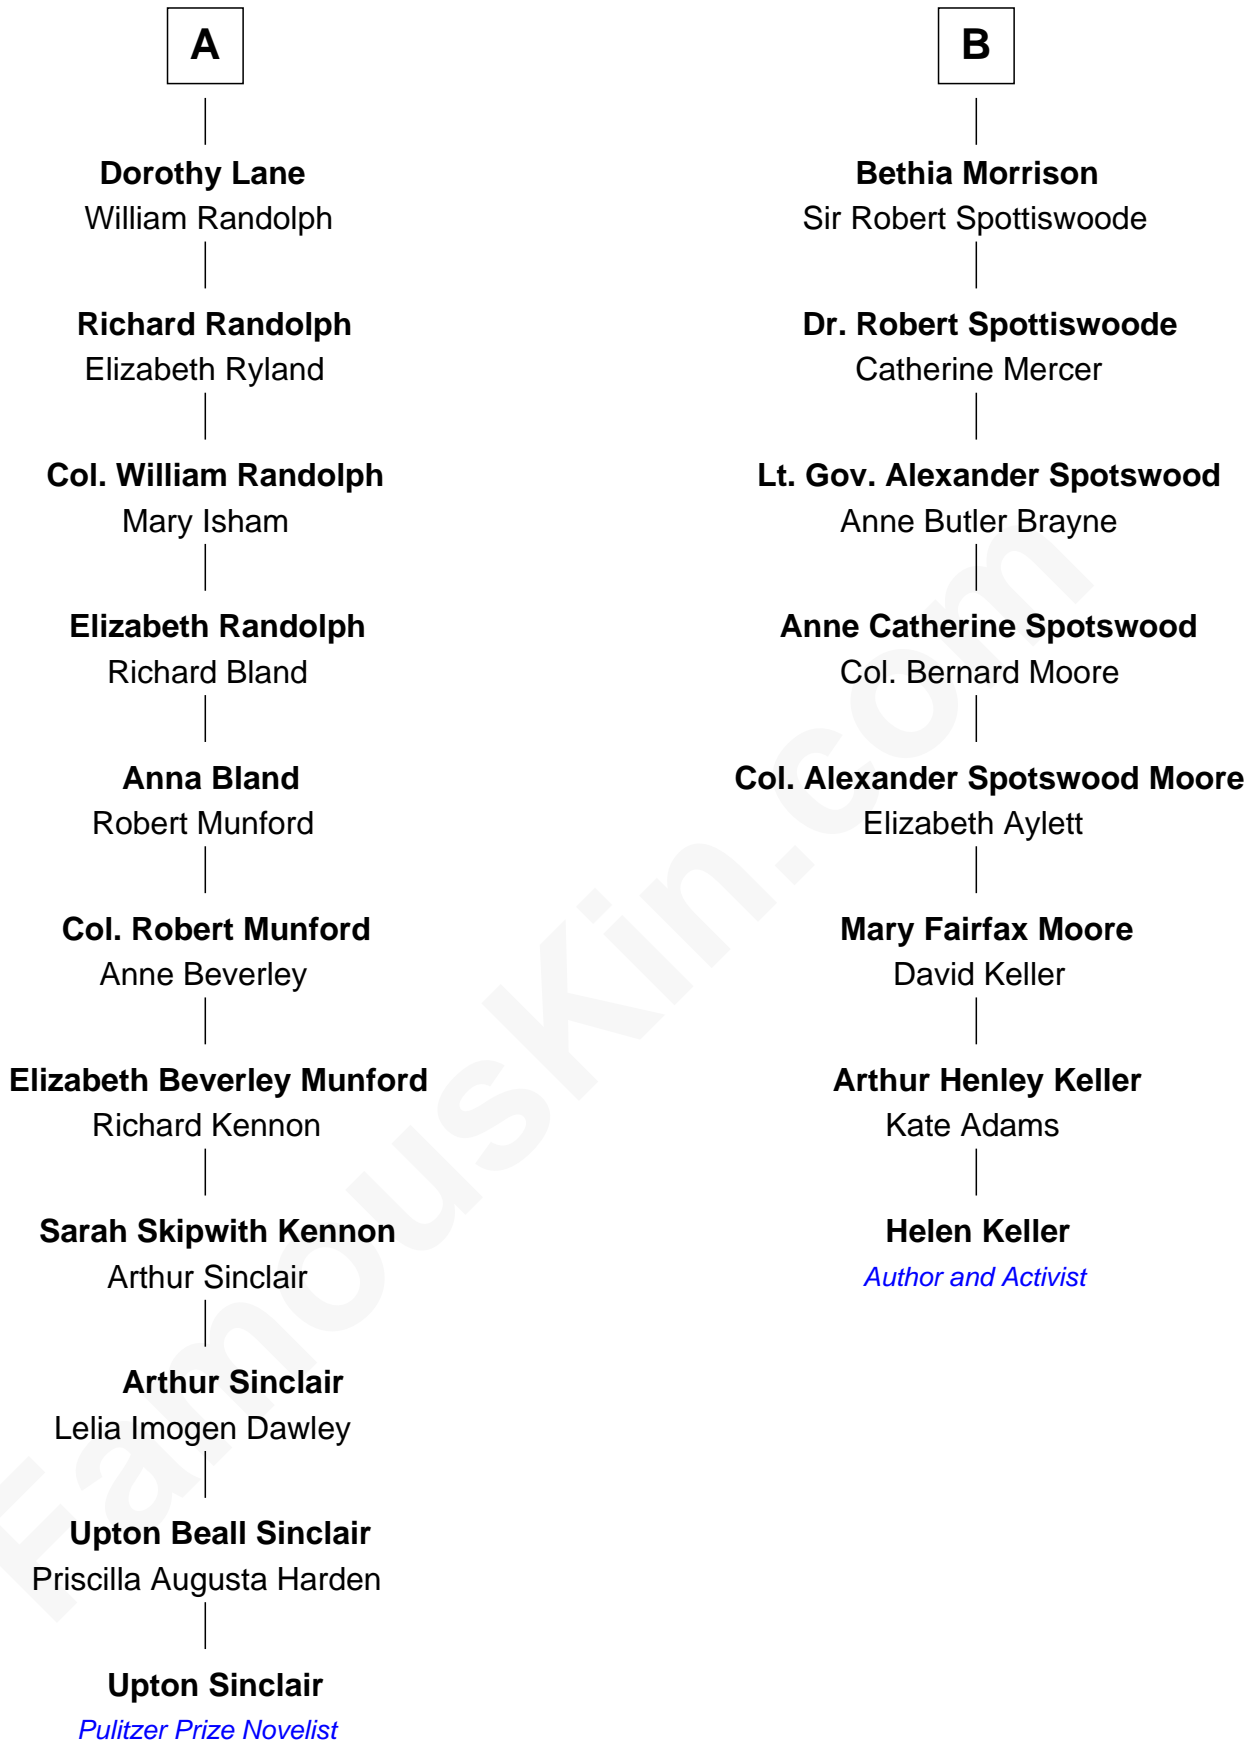 A
Dorothy Lane
William Randolph
Richard Randolph
Elizabeth Ryland
Col. William Randolph
Mary Isham
Elizabeth Randolph
Richard Bland
Anna Bland
Robert Munford
Col. Robert Munford
Anne Beverley
Elizabeth Beverley Munford
Richard Kennon
Sarah Skipwith Kennon
Arthur Sinclair
Arthur Sinclair
Lelia Imogen Dawley
Upton Beall Sinclair
Priscilla Augusta Harden
Upton Sinclair
Pulitzer Prize Novelist
B
Bethia Morrison
Sir Robert Spottiswoode
Dr. Robert Spottiswoode
Catherine Mercer
Lt. Gov. Alexander Spotswood
Anne Butler Brayne
Anne Catherine Spotswood
Col. Bernard Moore
Col. Alexander Spotswood Moore
Elizabeth Aylett
Mary Fairfax Moore
David Keller
Arthur Henley Keller
Kate Adams
Helen Keller
Author and Activist
FamousKin.com